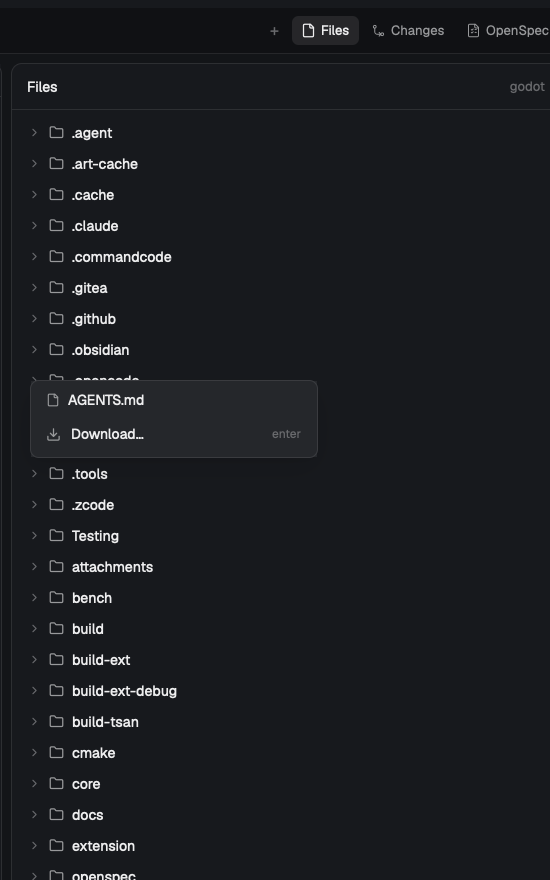 + Files Changes OpenSpec
Files godot
.agent
.art-cache
.cache
.claude
.commandcode
.gitea
.github
.obsidian
.opencode
AGENTS.md
Download... enter
.tools
.zcode
Testing
attachments
bench
build
build-ext
build-ext-debug
build-tsan
cmake
core
docs
extension
openspec